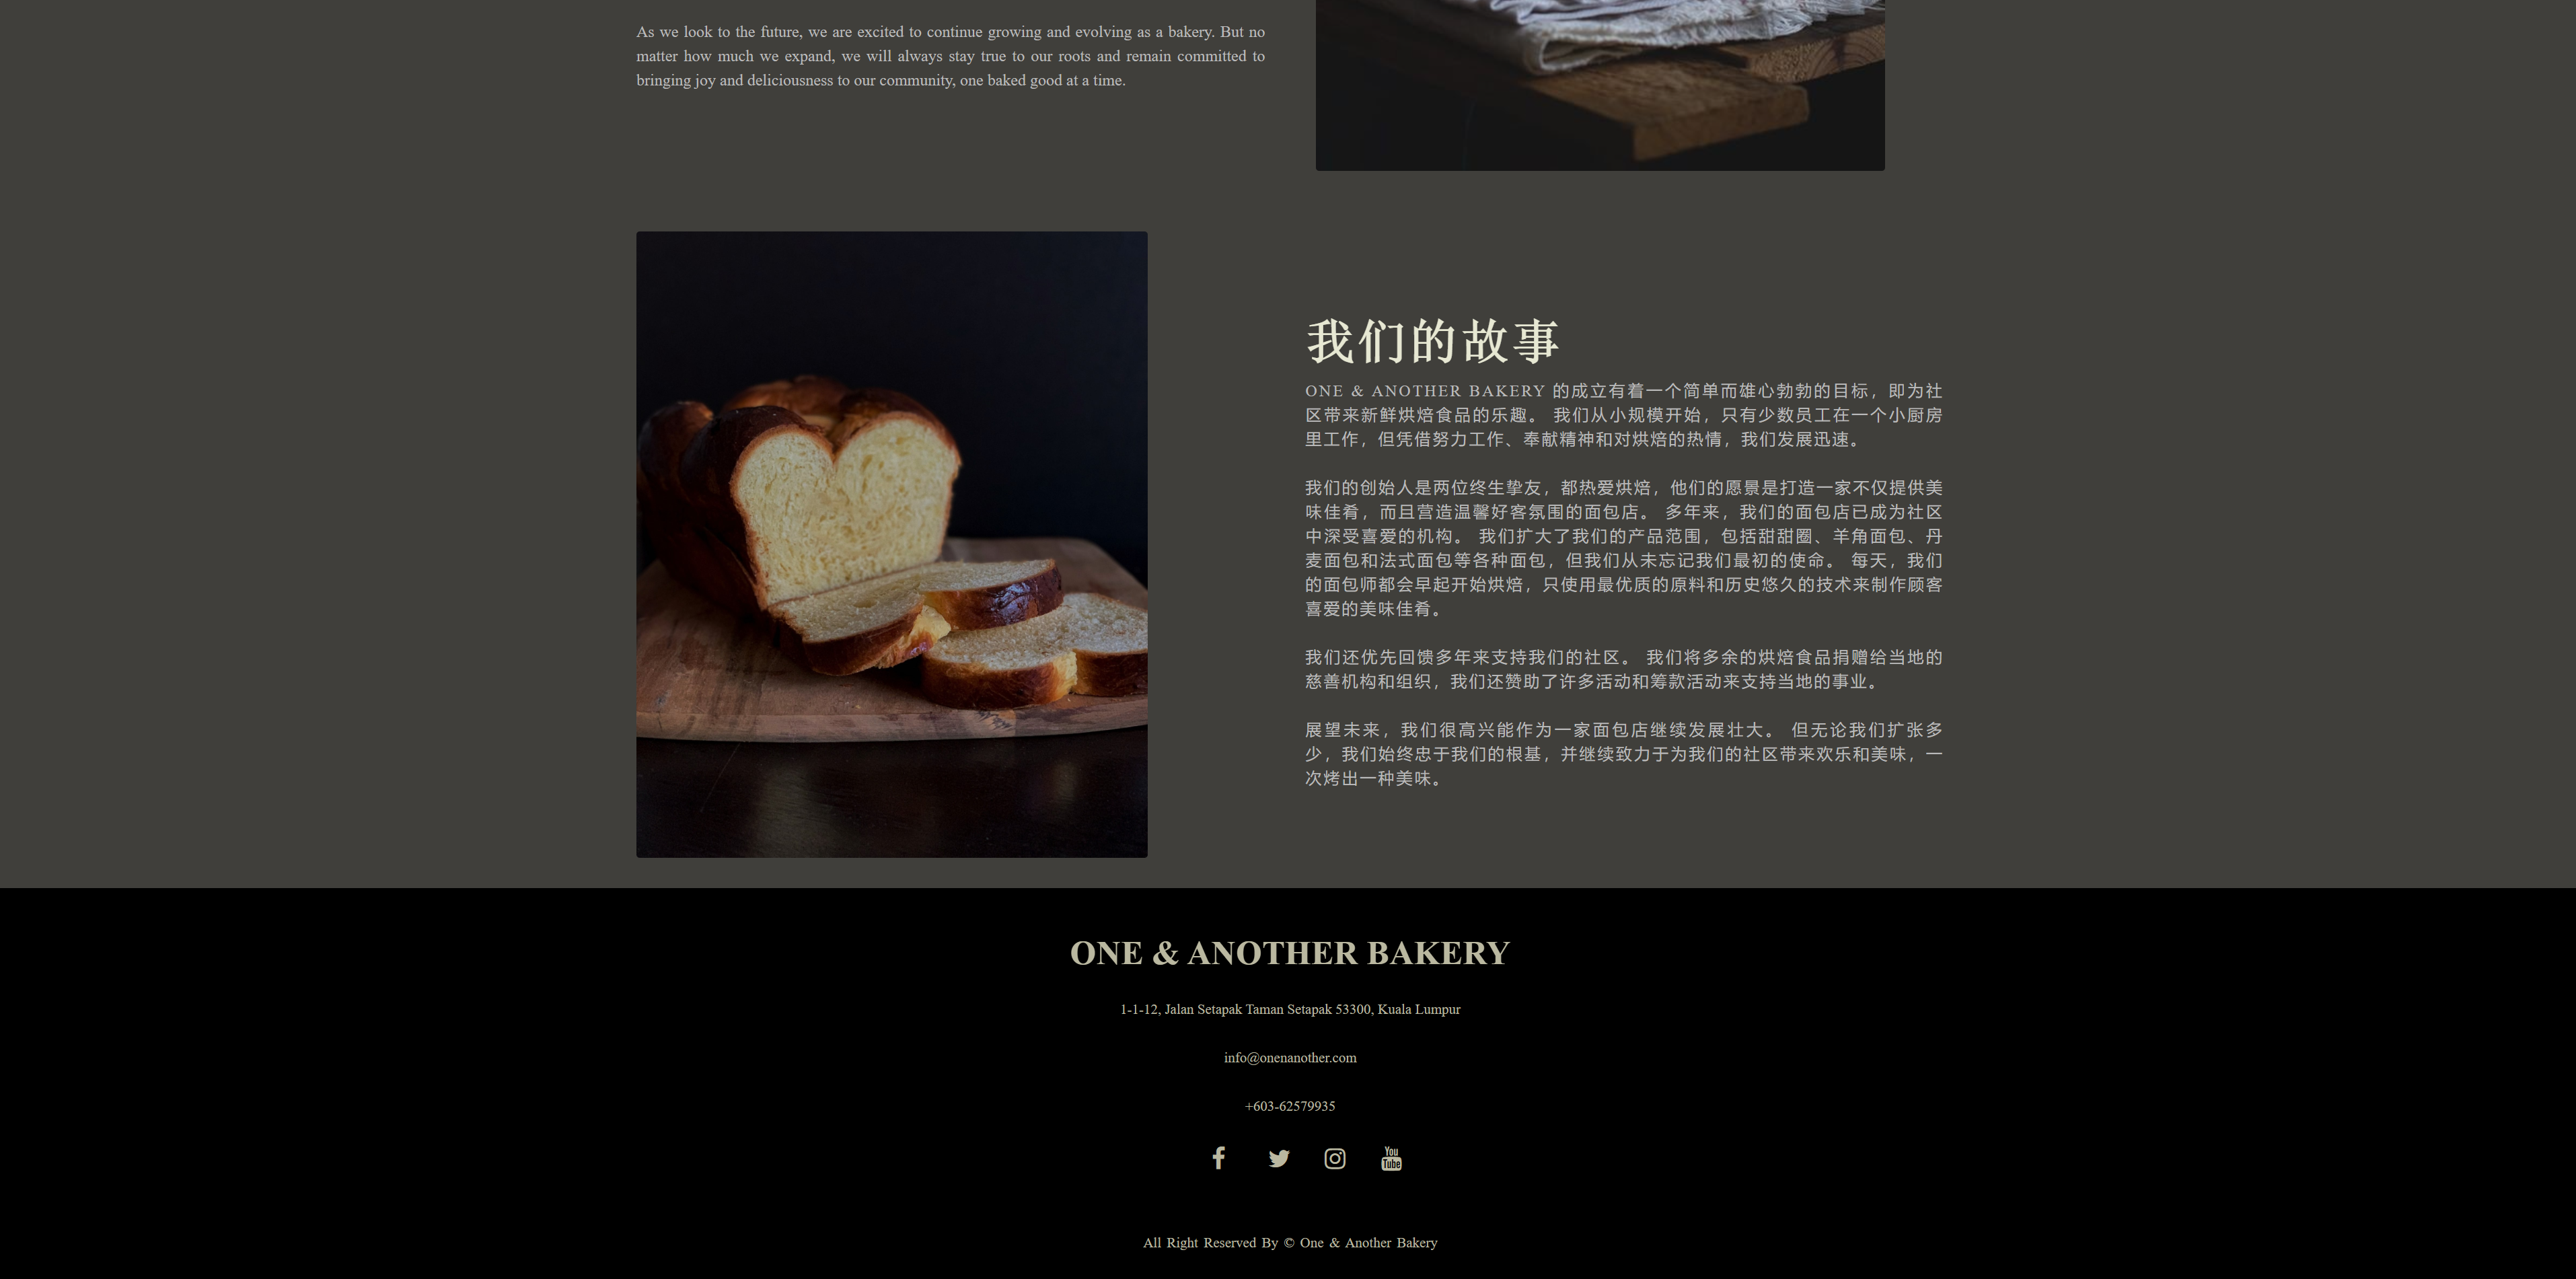 As we look to the future, we are excited to continue growing and evolving as a bakery. But no
matter how much we expand, we will always stay true to our roots and remain committed to
bringing joy and deliciousness to our community, one baked good at a time.
我们的故事
ONE & ANOTHER BAKERY 的成立有着一个简单而雄心勃勃的目标，即为社
区带来新鲜烘焙食品的乐趣。 我们从小规模开始，只有少数员工在一个小厨房
里工作，但凭借努力工作、奉献精神和对烘焙的热情，我们发展迅速。
我们的创始人是两位终生挚友，都热爱烘焙，他们的愿景是打造一家不仅提供美
味佳肴，而且营造温馨好客氛围的面包店。 多年来，我们的面包店已成为社区
中深受喜爱的机构。 我们扩大了我们的产品范围，包括甜甜圈、羊角面包、丹
麦面包和法式面包等各种面包，但我们从未忘记我们最初的使命。 每天，我们
的面包师都会早起开始烘焙，只使用最优质的原料和历史悠久的技术来制作顾客
喜爱的美味佳肴。
我们还优先回馈多年来支持我们的社区。 我们将多余的烘焙食品捐赠给当地的
慈善机构和组织，我们还赞助了许多活动和筹款活动来支持当地的事业。
展望未来，我们很高兴能作为一家面包店继续发展壮大。 但无论我们扩张多
少，我们始终忠于我们的根基，并继续致力于为我们的社区带来欢乐和美味，一
次烤出一种美味。
ONE & ANOTHER BAKERY
1-1-12, Jalan Setapak Taman Setapak 53300, Kuala Lumpur
info@onenanother.com
+603-62579935
You
Tube
All Right Reserved By © One & Another Bakery